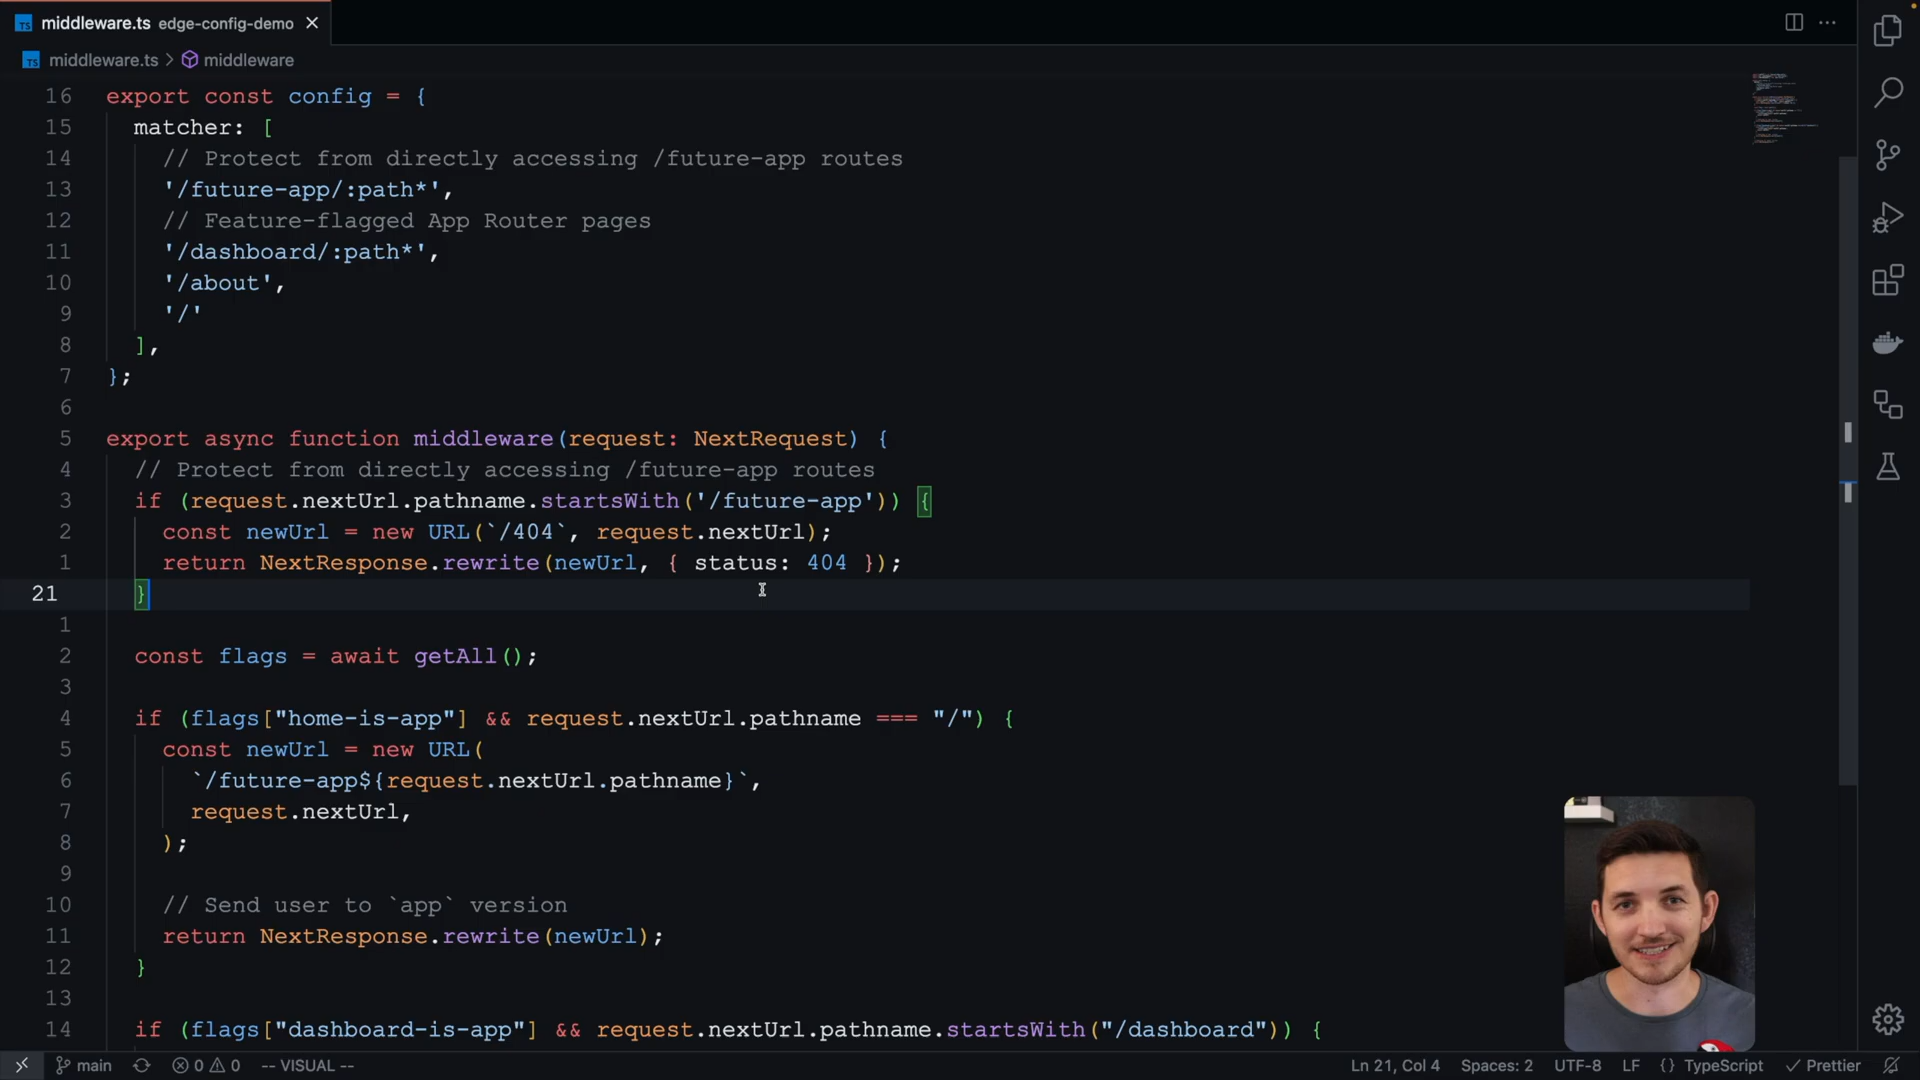 TS middleware.ts edge-config-demo
TS middleware.ts > middleware
16 export const config = {
15 matcher: [
14 // Protect from directly accessing /future-app routes
13 '/future-app/:path*',
12 // Feature-flagged App Router pages
11 '/dashboard/:path*',
10 '/about',
9 '/'
8 ],
7 };
6
5 export async function middleware(request: NextRequest) {
4 // Protect from directly accessing /future-app routes
3 if (request.nextUrl.pathname.startsWith('/future-app')) {
2 const newUrl = new URL(`/404`, request.nextUrl);
1 return NextResponse.rewrite(newUrl, { status: 404 });
21 }
1
2 const flags = await getAll();
3
4 if (flags["home-is-app"] && request.nextUrl.pathname === "/") {
5 const newUrl = new URL(
6 `/future-app${request.nextUrl.pathname}`,
7 request.nextUrl,
8 );
9
10 // Send user to `app` version
11 return NextResponse.rewrite(newUrl);
12 }
13
14 if (flags["dashboard-is-app"] && request.nextUrl.pathname.startsWith("/dashboard")) {
main 0 0 -- VISUAL -- Ln 21, Col 4 Spaces: 2 UTF-8 LF {} TypeScript Prettier